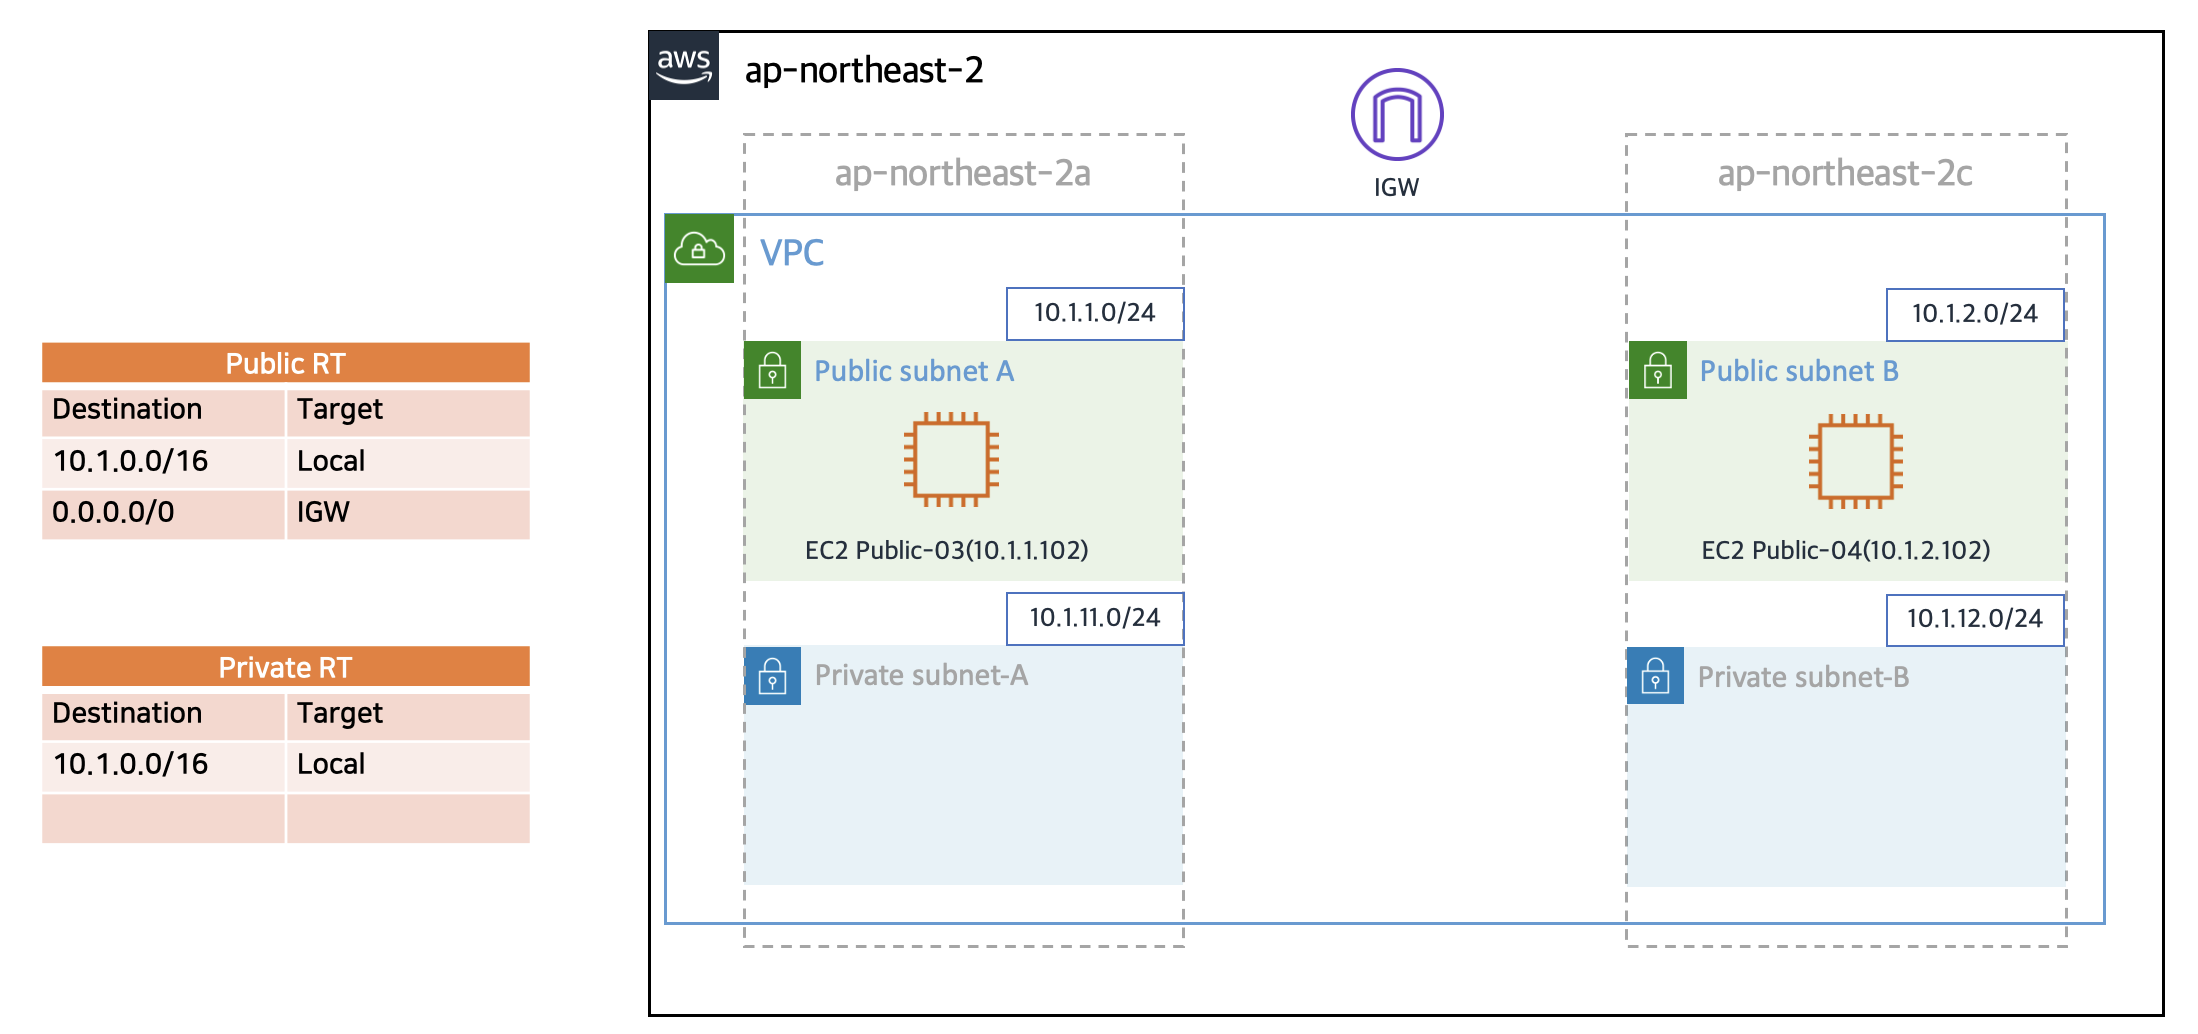 aws
ap-northeast-2
IGW
ap-northeast-2a
ap-northeast-2c
VPC
10.1.1.0/24
10.1.2.0/24
Public subnet A
Public subnet B
EC2 Public-03(10.1.1.102)
EC2 Public-04(10.1.2.102)
10.1.11.0/24
10.1.12.0/24
Private subnet-A
Private subnet-B
Public RT
Destination Target
10.1.0.0/16 Local
0.0.0.0/0 IGW
Private RT
Destination Target
10.1.0.0/16 Local